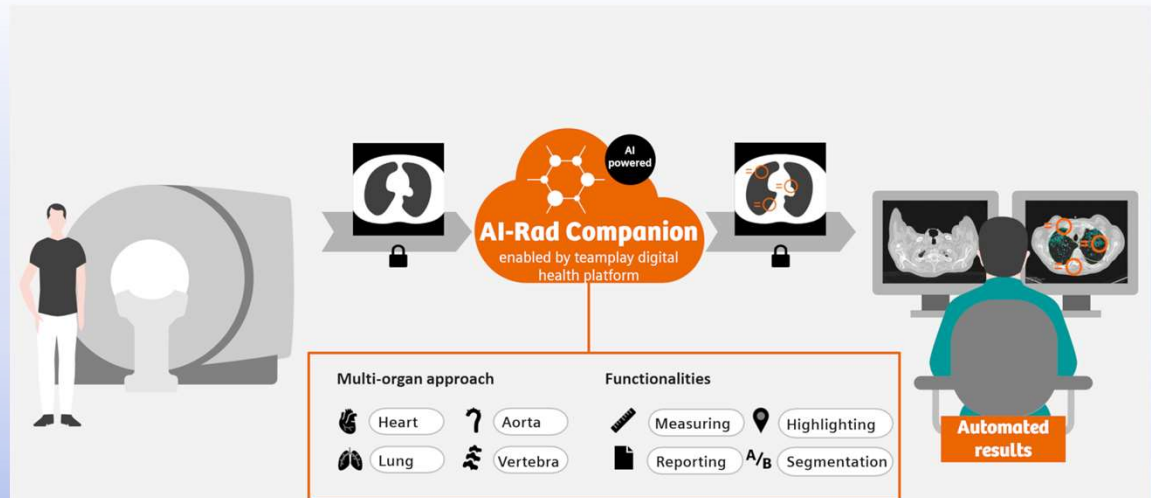 AI
powered
AI-Rad Companion
enabled by teamplay digital
health platform
Multi-organ approach
Heart
Aorta
Lung
Vertebra
Functionalities
Measuring
Highlighting
Reporting
A/B
Segmentation
Automated
results